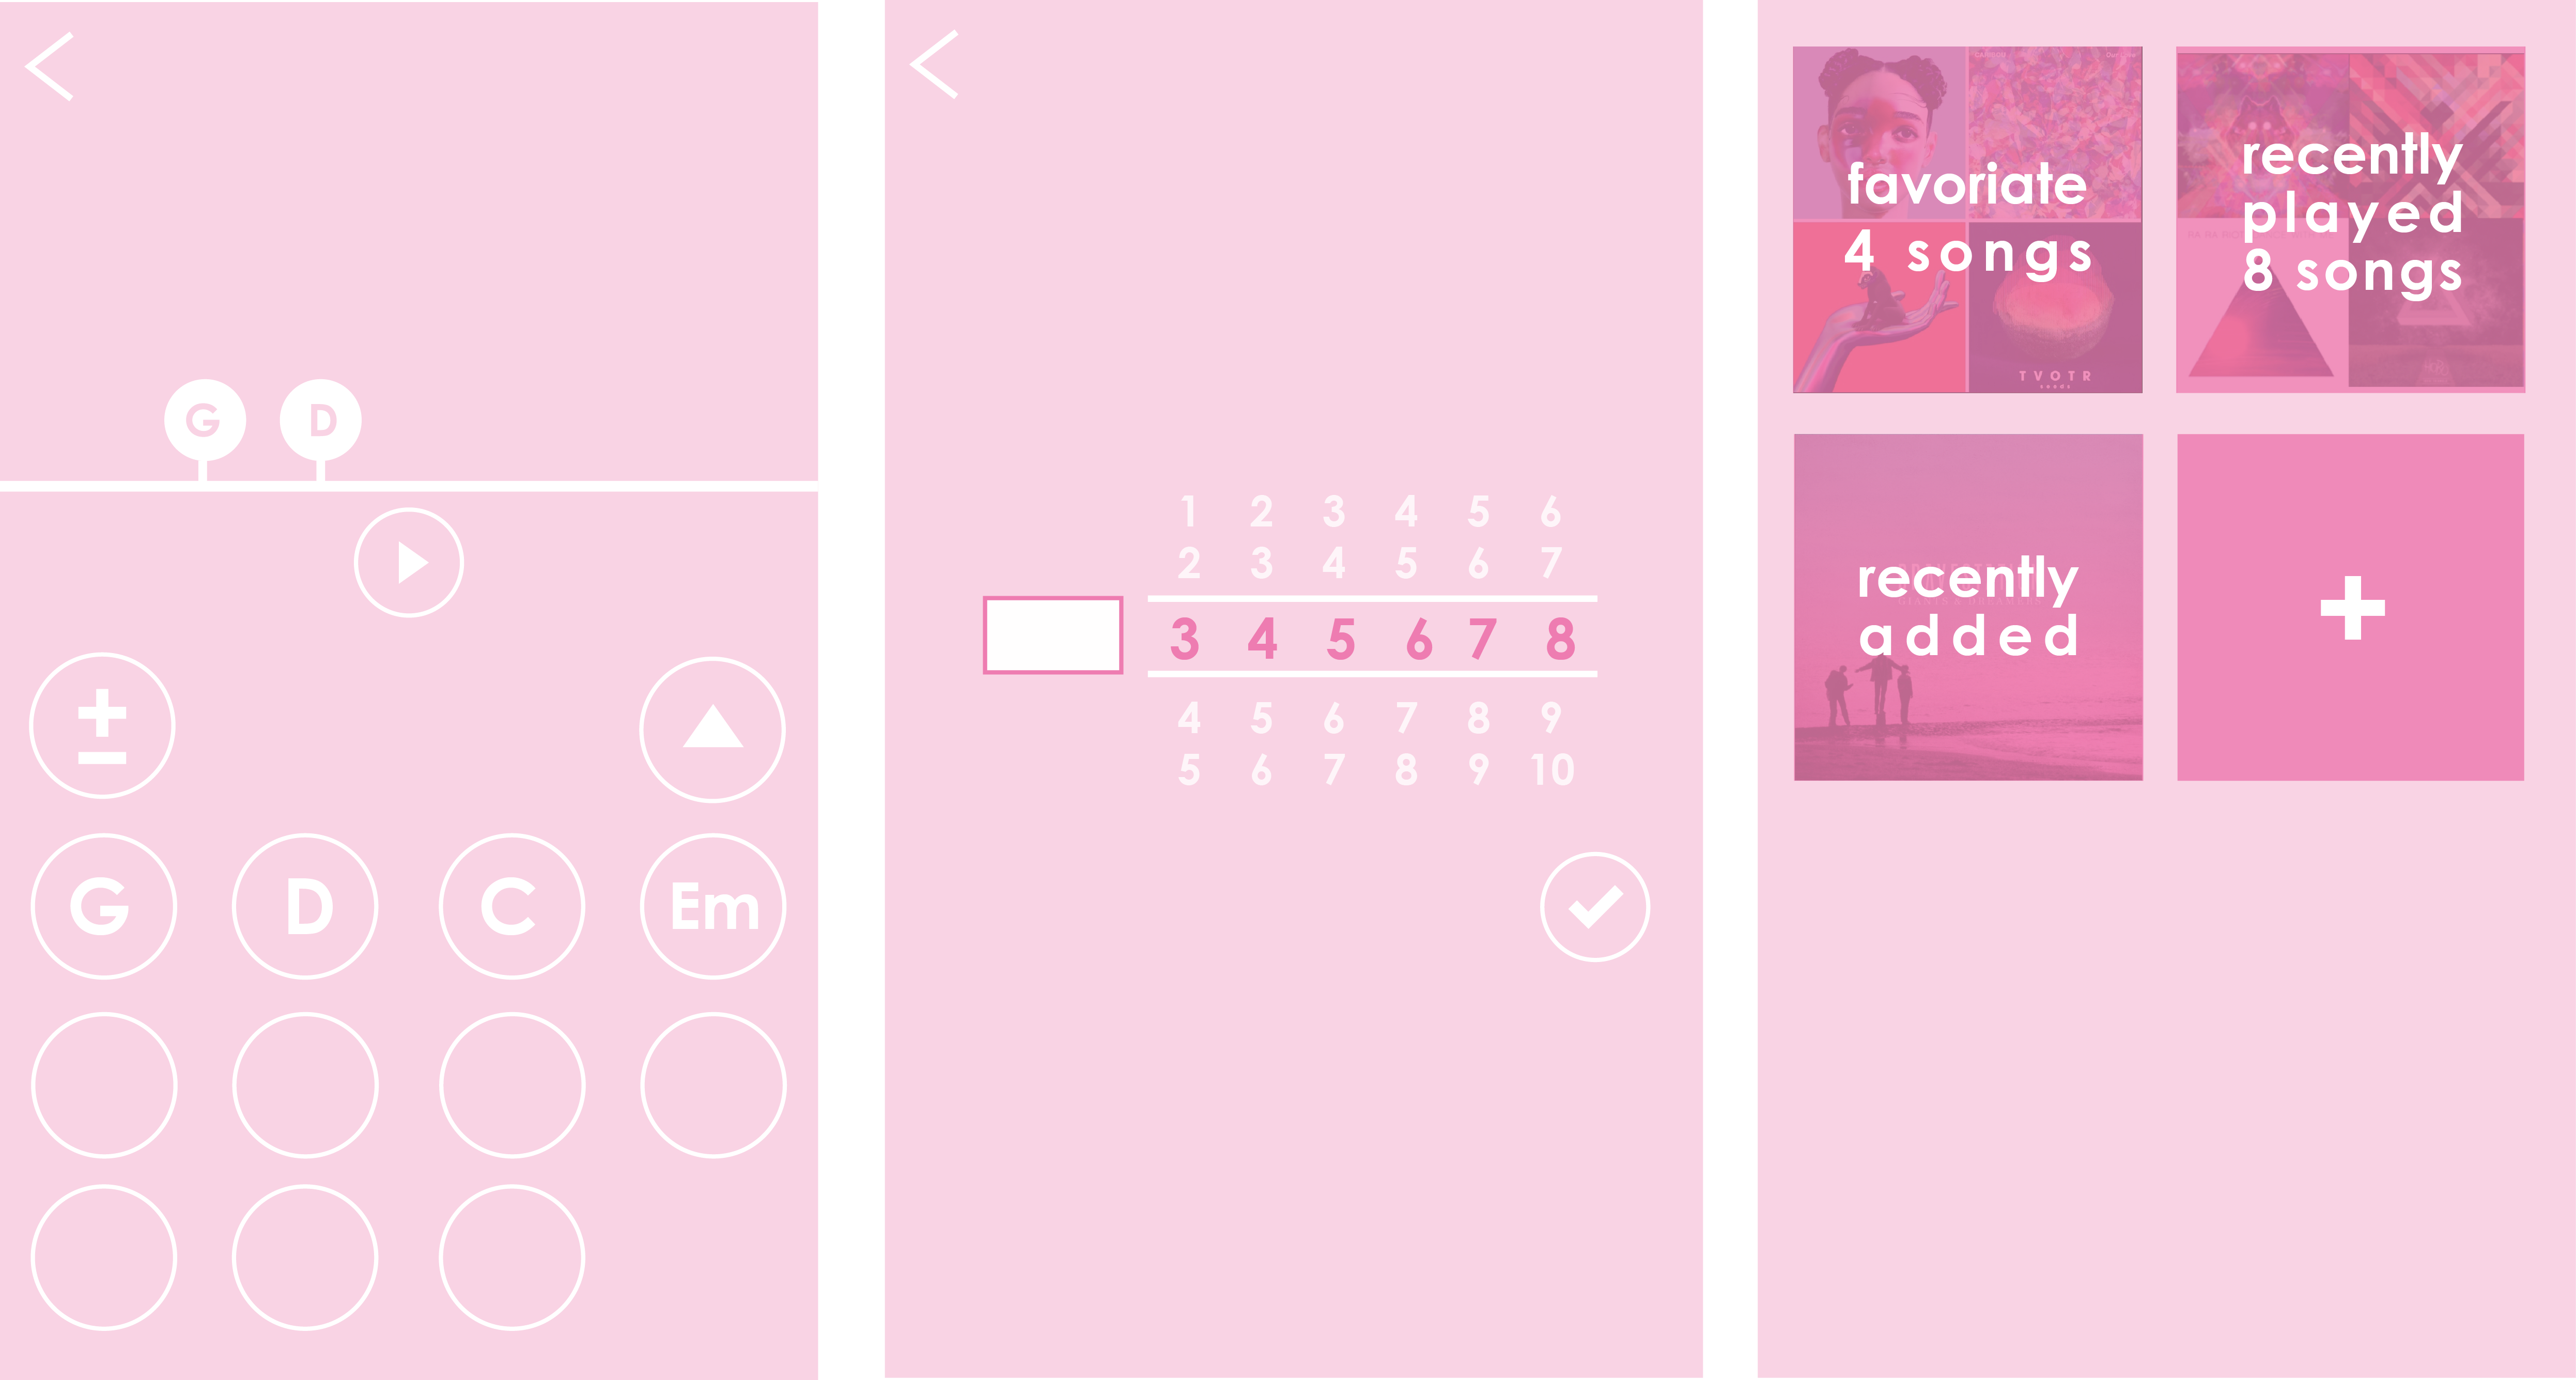 G D
G D C Em
1 2 3 4 5 6
2 3 4 5 6 7
3 4 5 6 7 8
4 5 6 7 8 9
5 6 7 8 9 10
favoriate
4 songs
TVOTR
seeds
recently
played
8 songs
recently
added